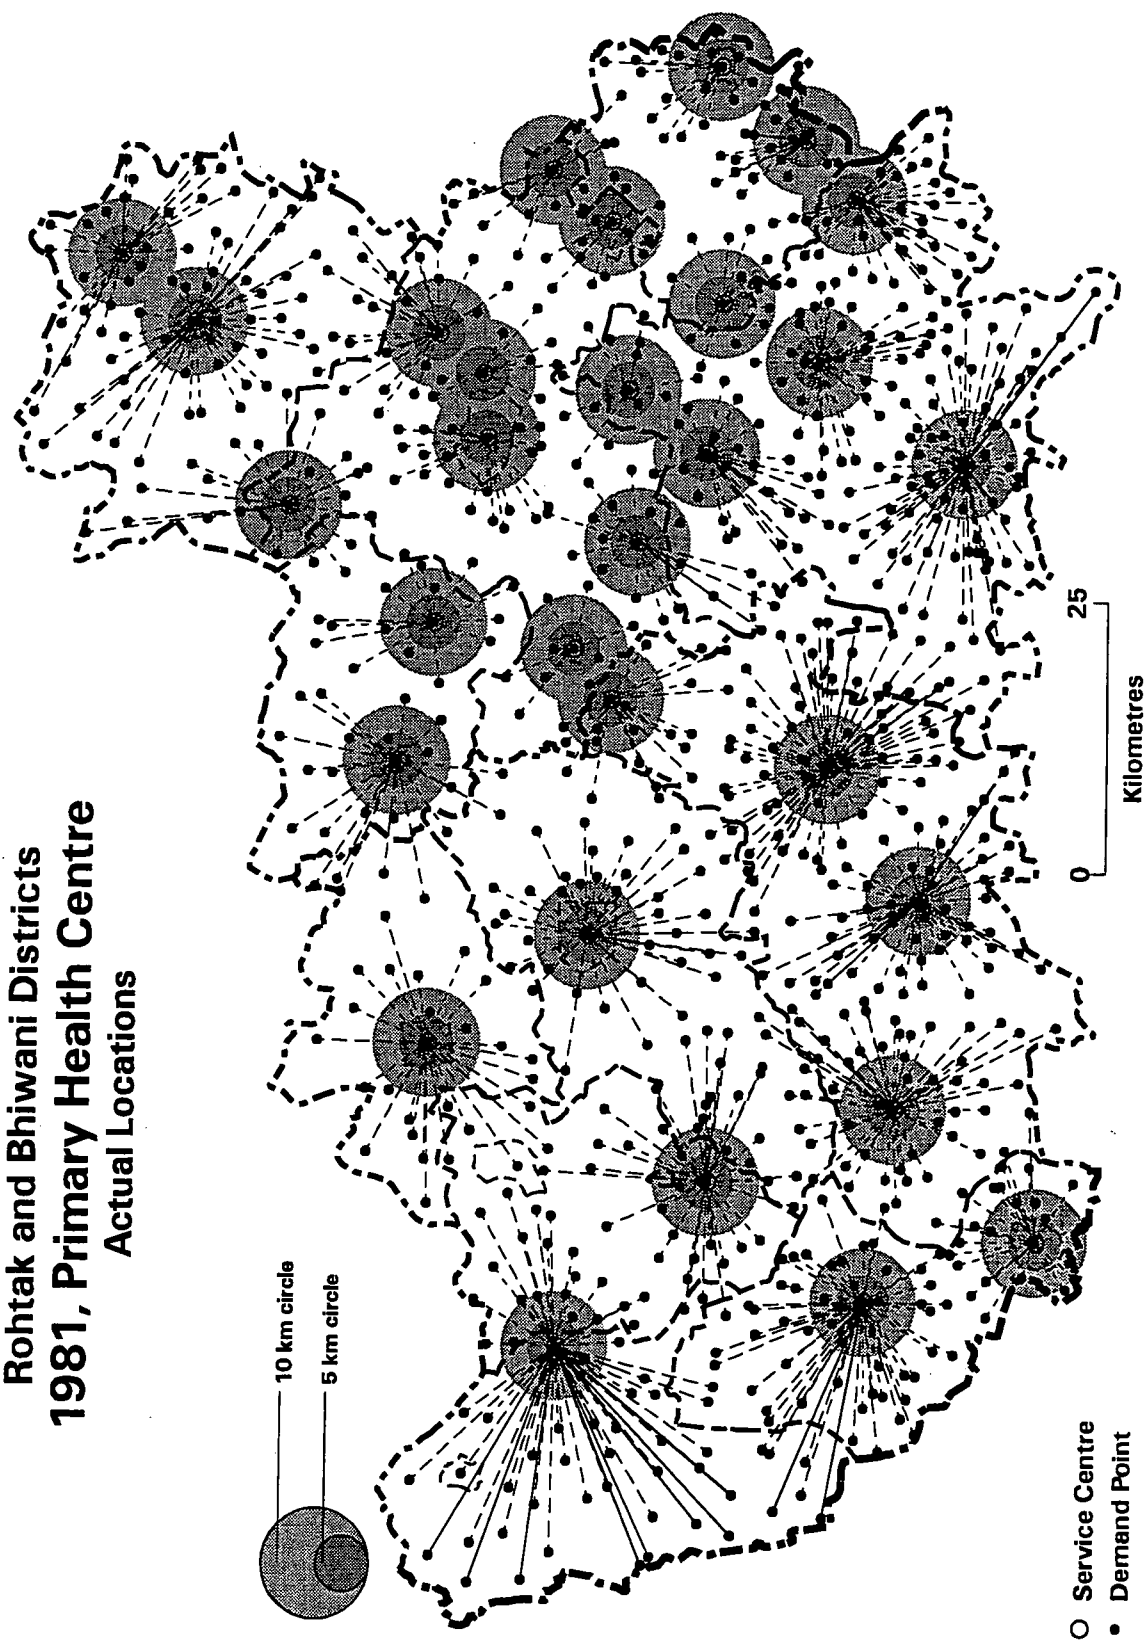 Rohtak and Bhiwani Districts
1981, Primary Health Centre
Actual Locations
10 km circle
5 km circle
Service Centre
Demand Point
0
25
Kilometres